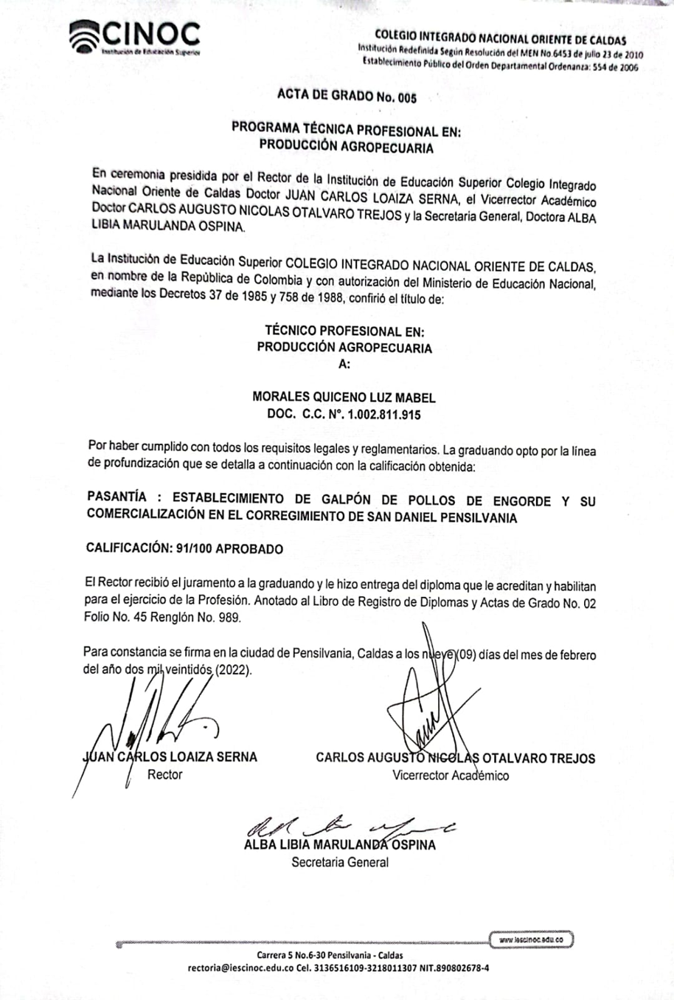 CINOC
Institución de Educación Superior
COLEGIO INTEGRADO NACIONAL ORIENTE DE CALDAS
Institución Redefinida Según Resolución del MEN No 6453 de julio 23 de 2010
Establecimiento Público del Orden Departamental Ordenanza: 554 de 2006
ACTA DE GRADO No. 005
PROGRAMA TÉCNICA PROFESIONAL EN:
PRODUCCIÓN AGROPECUARIA
En ceremonia presidida por el Rector de la Institución de Educación Superior Colegio Integrado
Nacional Oriente de Caldas Doctor JUAN CARLOS LOAIZA SERNA, el Vicerrector Académico
Doctor CARLOS AUGUSTO NICOLAS OTALVARO TREJOS y la Secretaria General, Doctora ALBA
LIBIA MARULANDA OSPINA.
La Institución de Educación Superior COLEGIO INTEGRADO NACIONAL ORIENTE DE CALDAS,
en nombre de la República de Colombia y con autorización del Ministerio de Educación Nacional,
mediante los Decretos 37 de 1985 y 758 de 1988, confirió el título de:
TÉCNICO PROFESIONAL EN:
PRODUCCIÓN AGROPECUARIA
A:
MORALES QUICENO LUZ MABEL
DOC. C.C. N°. 1.002.811.915
Por haber cumplido con todos los requisitos legales y reglamentarios. La graduando opto por la línea
de profundización que se detalla a continuación con la calificación obtenida:
PASANTÍA : ESTABLECIMIENTO DE GALPÓN DE POLLOS DE ENGORDE Y SU
COMERCIALIZACIÓN EN EL CORREGIMIENTO DE SAN DANIEL PENSILVANIA
CALIFICACIÓN: 91/100 APROBADO
El Rector recibió el juramento a la graduando y le hizo entrega del diploma que le acreditan y habilitan
para el ejercicio de la Profesión. Anotado al Libro de Registro de Diplomas y Actas de Grado No. 02
Folio No. 45 Renglón No. 989.
Para constancia se firma en la ciudad de Pensilvania, Caldas a los nueve (09) días del mes de febrero
del año dos mil veintidós (2022).
JUAN CARLOS LOAIZA SERNA
Rector
CARLOS AUGUSTO NICOLAS OTALVARO TREJOS
Vicerrector Académico
ALBA LIBIA MARULANDA OSPINA
Secretaria General
www.iescinoc.edu.co
Carrera 5 No.6-30 Pensilvania - Caldas
rectoria@iescinoc.edu.co Cel. 3136516109-3218011307 NIT.890802678-4